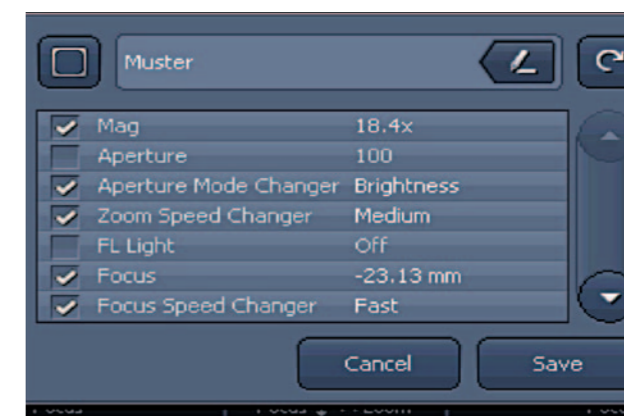 Muster
Mag 18.4x
Aperture 100
Aperture Mode Changer Brightness
Zoom Speed Changer Medium
FL Light Off
Focus -23.13 mm
Focus Speed Changer Fast
Cancel Save